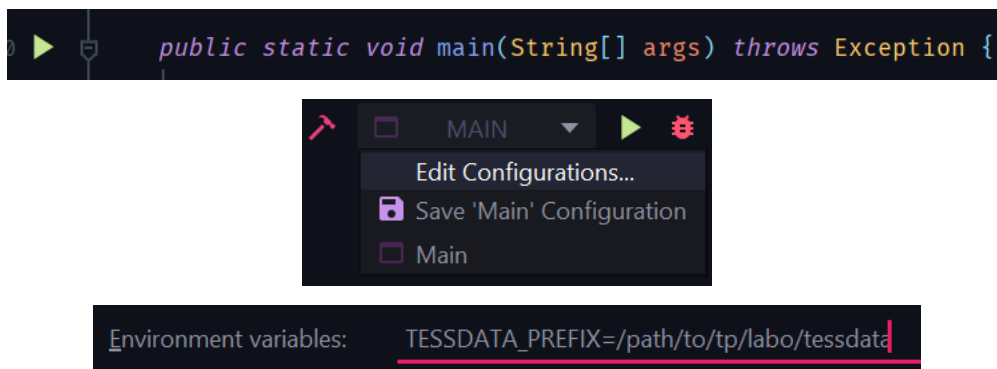 public static void main(String[] args) throws Exception {
MAIN
Edit Configurations...
Save 'Main' Configuration
Main
Environment variables: TESSDATA_PREFIX=/path/to/tp/labo/tessdata